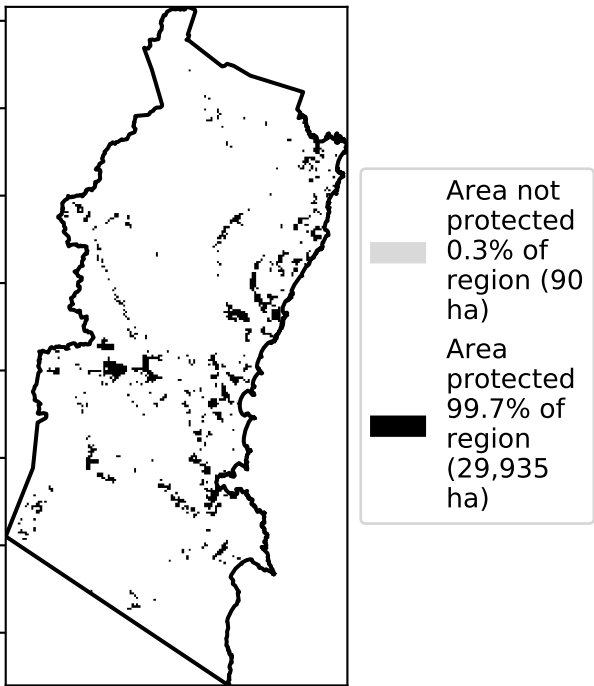 Area not
protected
0.3% of
region (90
ha)
Area
protected
99.7% of
region
(29,935
ha)